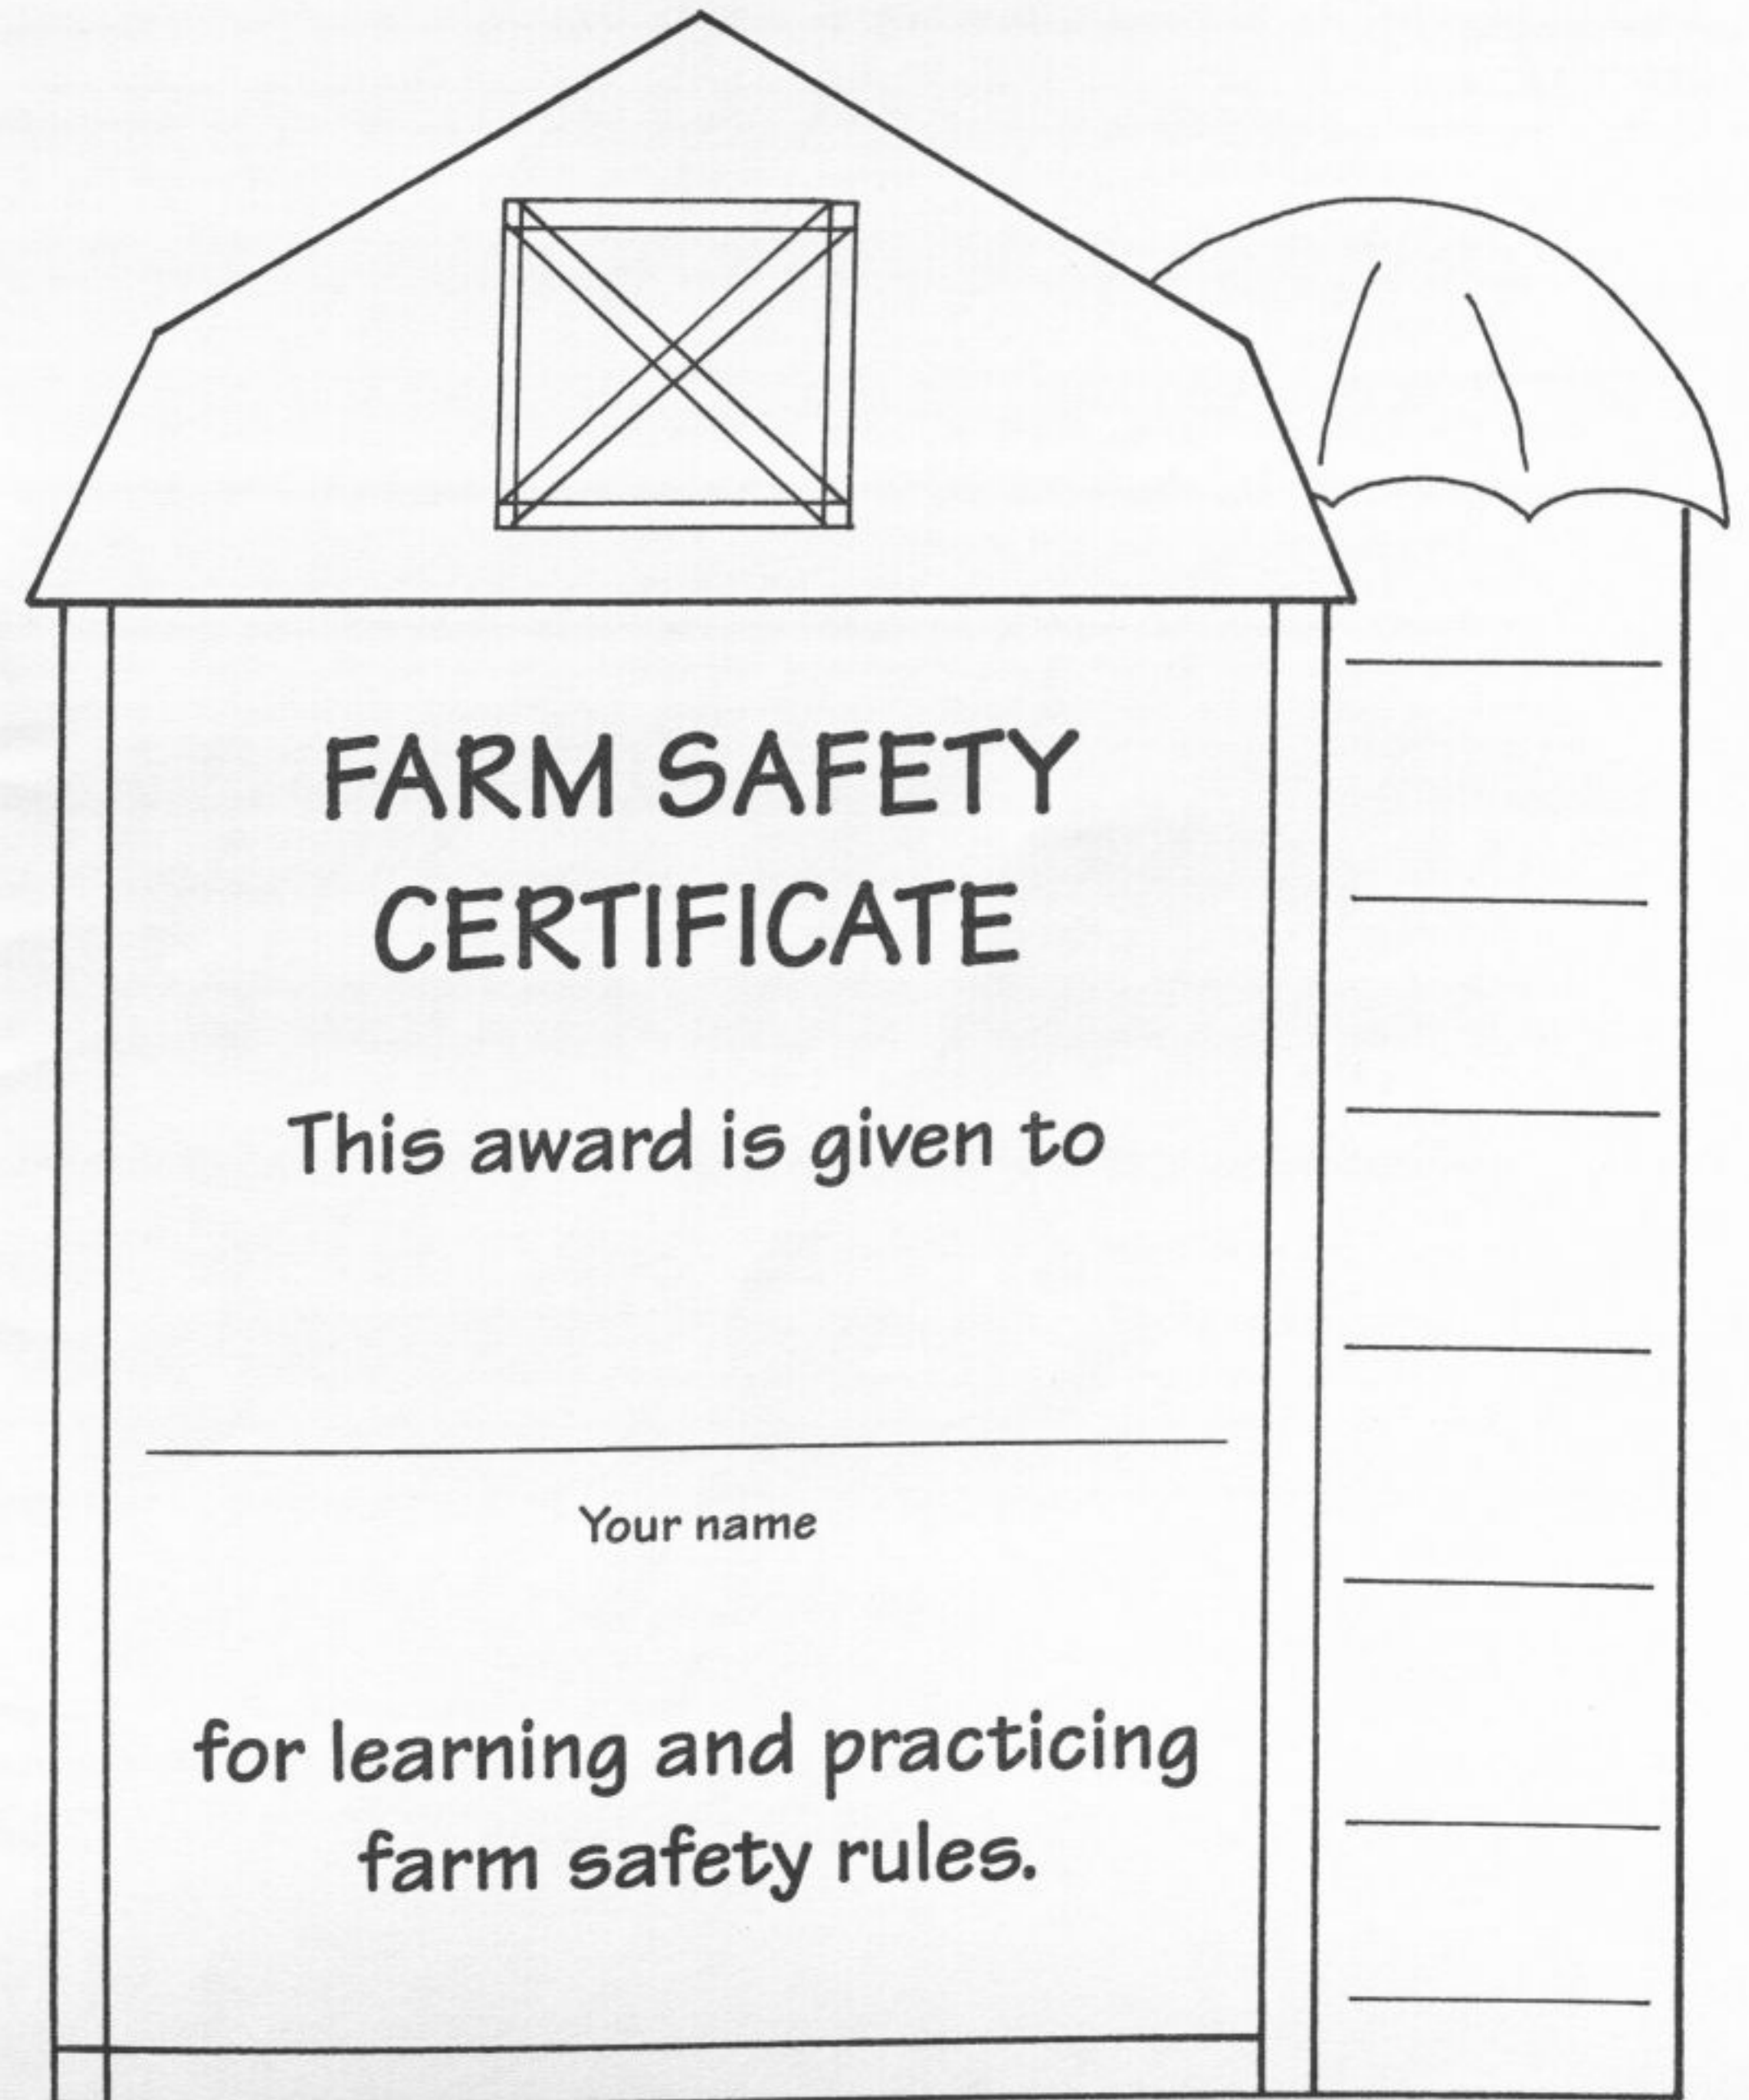 FARM SAFETY
CERTIFICATE
This award is given to
Your name
for learning and practicing
farm safety rules.